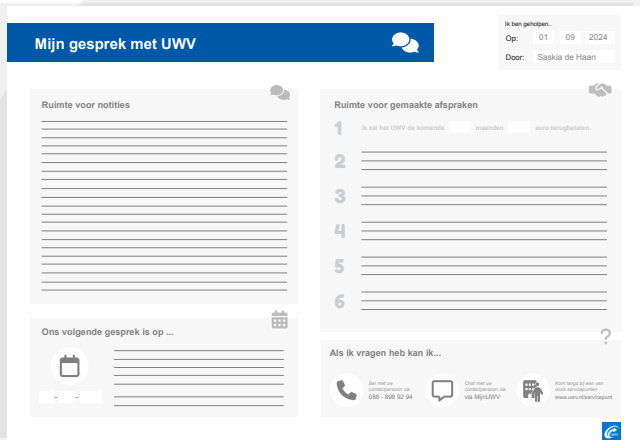 Ik ben geholpen..
Mijn gesprek met UWV
Op: 01 09 2024
Door: Saskia de Haan
Ruimte voor notities
Ruimte voor gemaakte afspraken
1 Ik zal het UWV de komende maanden som terugbetalen.
2
3
4
5
6
Ons volgende gesprek is op ...
- -
Als ik vragen heb kan ik...
Bel met uw
contactpersoon via
088 - 898 92 94
Chat met uw
contactpersoon via
via MijnUWV
Kom langs bij een van
onze servicepunten
www.uwv.nl/servicepunt